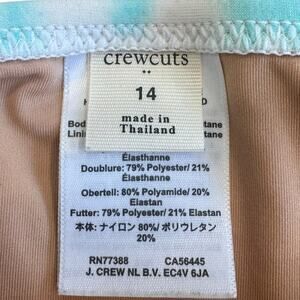 crewcuts
14
made in
Thailand
Élasthanne
Doublure: 79% Polyester/ 21%
Élasthanne
Oberteil: 80% Polyamide/ 20%
Elastan
Futter: 79% Polyester/ 21% Elastan
本体: ナイロン 80%/ ポリウレタン
20%
RN77388 CA56445
J. CREW NL B.V. EC4V 6JA